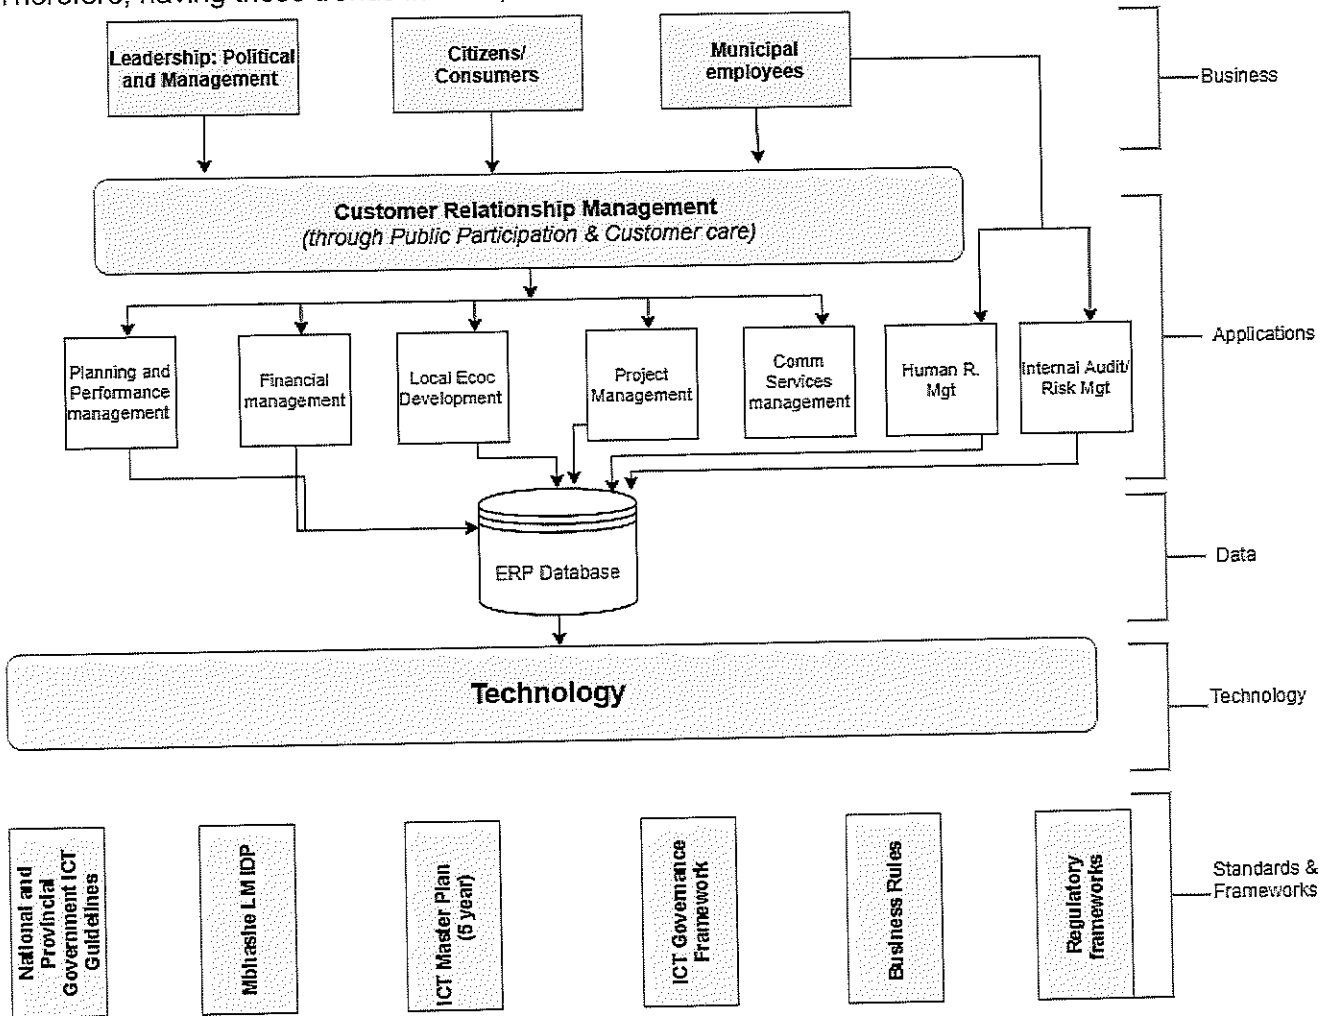 Leadership: Political
and Management
Citizens/
Consumers
Municipal
employees
Business
Customer Relationship Management
(through Public Participation & Customer care)
Applications
Planning and
Performance
management
Financial
management
Local Ecoc
Development
Project
Management
Comm
Services
management
Human R.
Mgt
Internal Audit/
Risk Mgt
ERP Database
Data
Technology
Technology
National and
Provincial
Government ICT
Guidelines
Mbhashe LM IDP
ICT Master Plan
(5 year)
ICT Governance
Framework
Business Rules
Regulatory
frameworks
Standards &
Frameworks